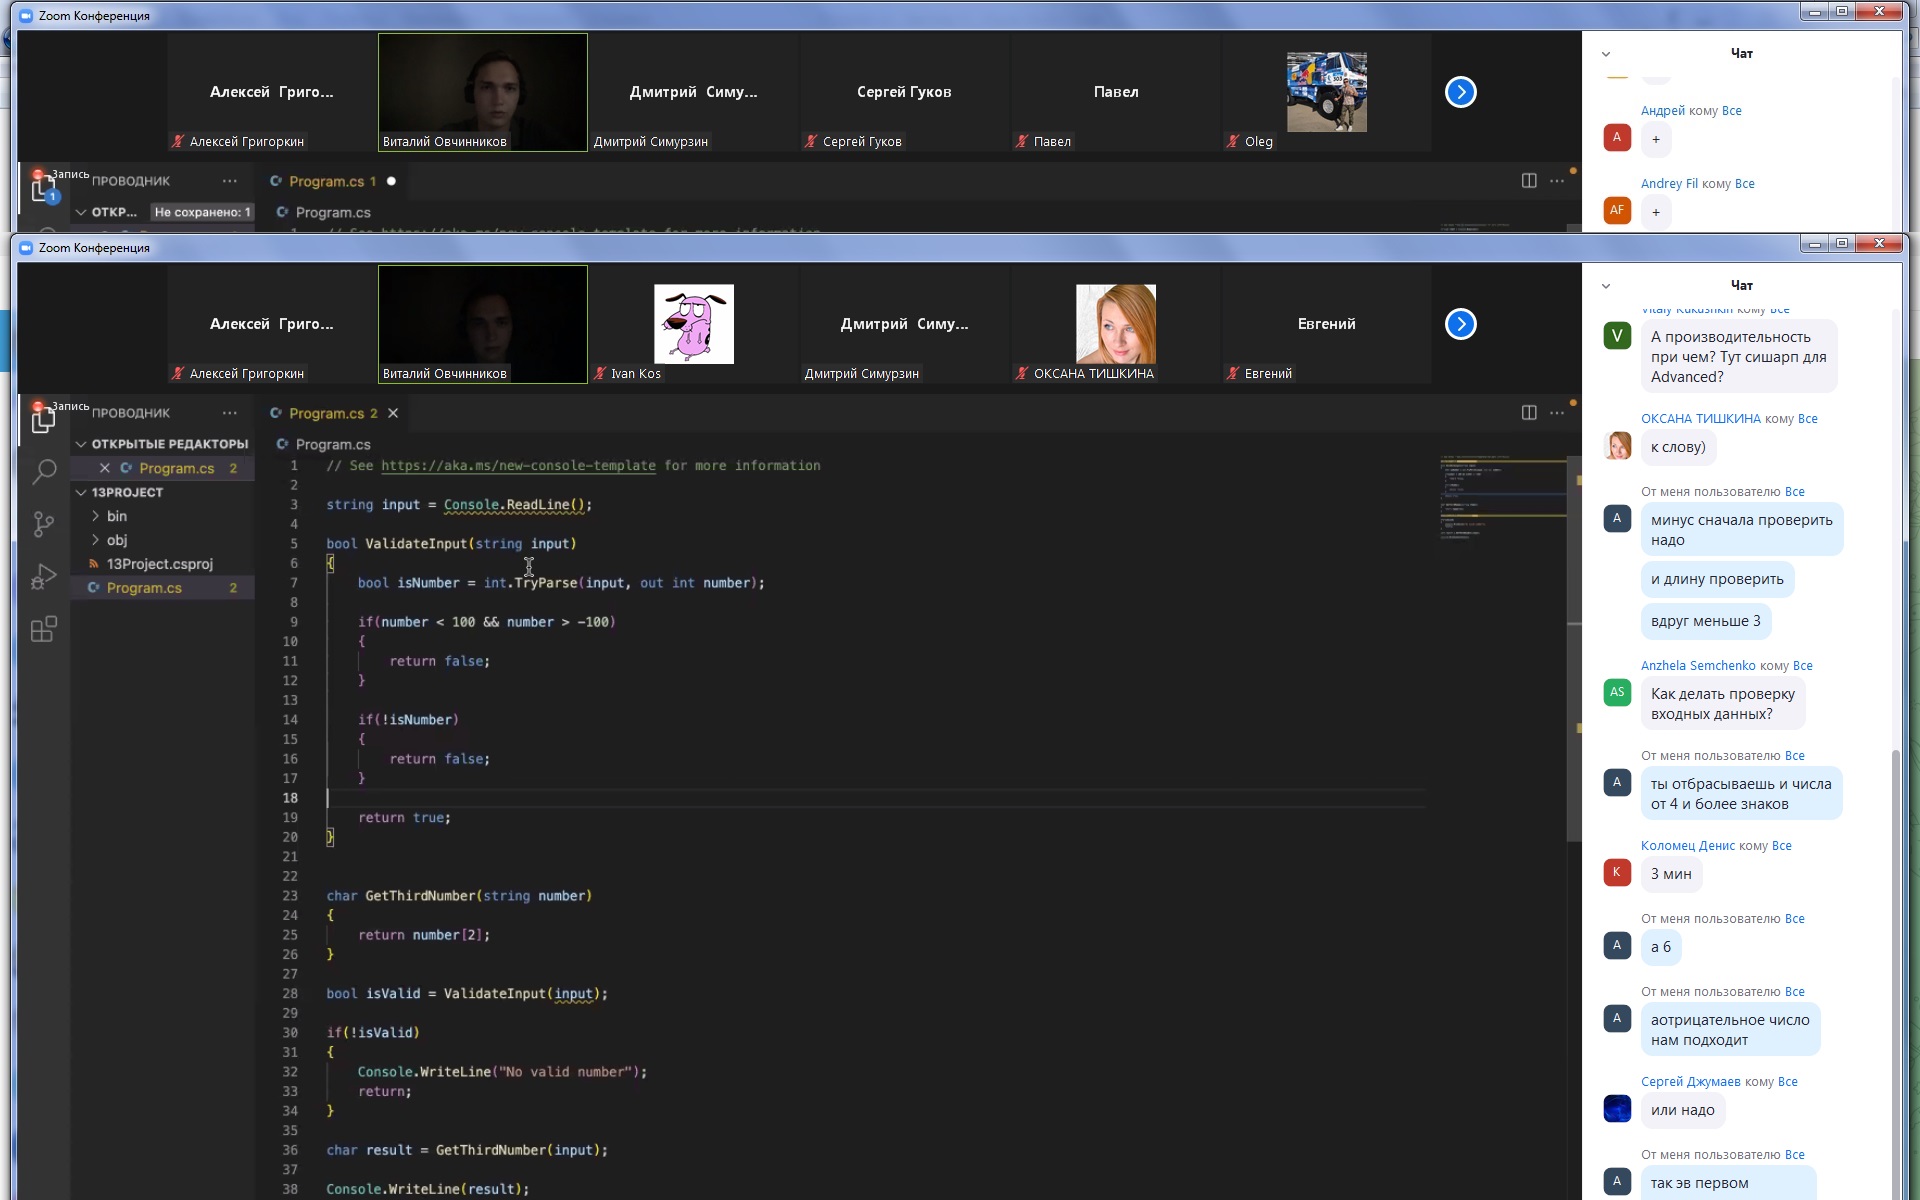 Zoom Конференция
Алексей Григо...
Дмитрий Симу...
Сергей Гуков
Павел
Алексей Григоркин
Виталий Овчинников
Дмитрий Симурзин
Сергей Гуков
Павел
Oleg
Чат
Андрей кому Все
A
+
Andrey Fil кому Все
AF
+
Запись
ПРОВОДНИК
Program.cs 1
1
ОТКР...
Не сохранено: 1
Program.cs
1 // See https://aka.ms/new-console-template for more information
Zoom Конференция
Алексей Григо...
Дмитрий Симу...
Евгений
Алексей Григоркин
Виталий Овчинников
Ivan Kos
Дмитрий Симурзин
ОКСАНА ТИШКИНА
Евгений
Запись
ПРОВОДНИК
ОТКРЫТЫЕ РЕДАКТОРЫ
Program.cs 2
13PROJECT
bin
obj
13Project.csproj
Program.cs 2
Program.cs 2
Program.cs
1 // See https://aka.ms/new-console-template for more information
2
3 string input = Console.ReadLine();
4
5 bool ValidateInput(string input)
6 {
7 bool isNumber = int.TryParse(input, out int number);
8
9 if(number < 100 && number > -100)
10 {
11 return false;
12 }
13
14 if(!isNumber)
15 {
16 return false;
17 }
18
19 return true;
20 }
21
22
23 char GetThirdNumber(string number)
24 {
25 return number[2];
26 }
27
28 bool isValid = ValidateInput(input);
29
30 if(!isValid)
31 {
32 Console.WriteLine("No valid number");
33 return;
34 }
35
36 char result = GetThirdNumber(input);
37
38 Console.WriteLine(result);
Чат
Vitaly Kukushkin кому Все
V
А производительность
при чем? Тут сишарп для
Advanced?
ОКСАНА ТИШКИНА кому Все
к слову)
От меня пользователю Все
A
минус сначала проверить
надо
и длину проверить
вдруг меньше 3
Anzhela Semchenko кому Все
AS
Как делать проверку
входных данных?
От меня пользователю Все
A
ты отбрасываешь и числа
от 4 и более знаков
Коломец Денис кому Все
К
3 мин
От меня пользователю Все
A
а 6
От меня пользователю Все
A
аотрицательное число
нам подходит
Сергей Джумаев кому Все
или надо
От меня пользователю Все
A
так эв первом